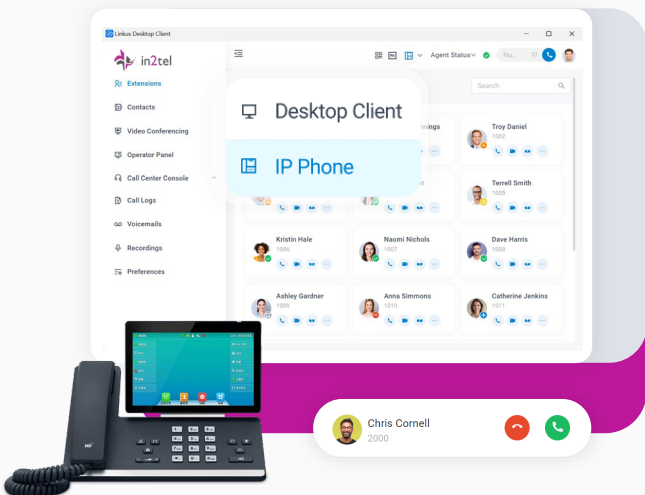 Linkus Desktop Client
in2tel
Agent Status
Nu...
Extensions
Search
Contacts
Video Conferencing
Operator Panel
Call Center Console
Call Logs
Voicemails
Recordings
Preferences
Desktop Client
IP Phone
Troy Daniel
1002
Terrell Smith
1005
Kristin Hale
1006
Naomi Nichols
1007
Dave Harris
1008
Ashley Gardner
1009
Anna Simmons
1010
Catherine Jenkins
1011
Chris Cornell
2000